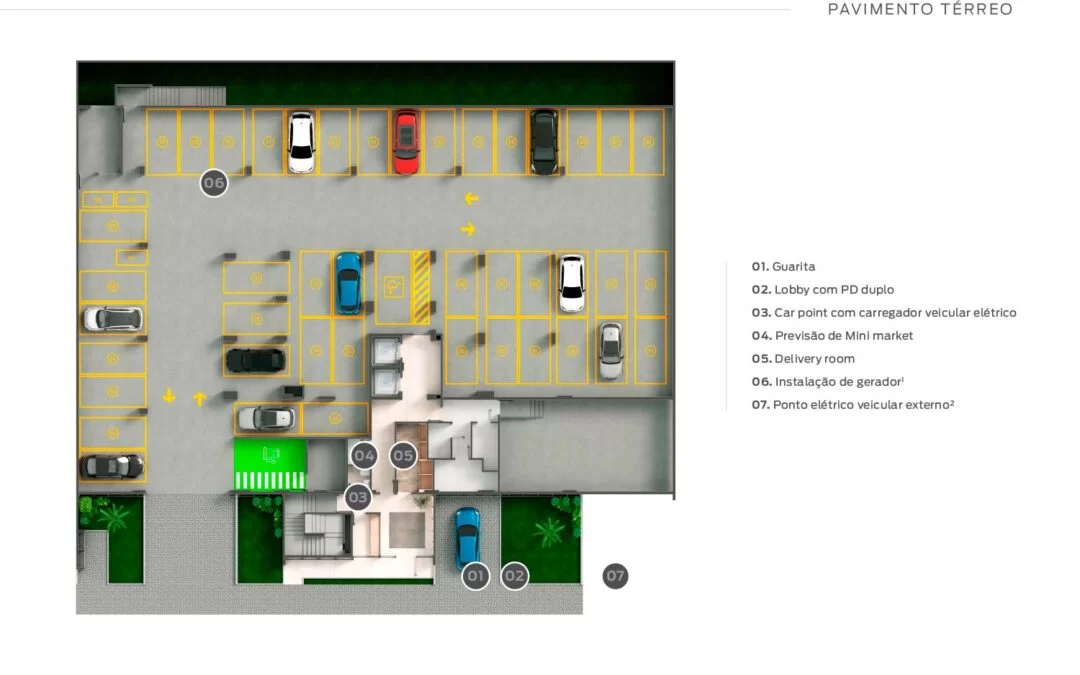 PAVIMENTO TÉRREO
06
01. Guarita
02. Lobby com PD duplo
03. Car point com carregador veicular elétrico
04. Previsão de Mini market
05. Delivery room
06. Instalação de gerador¹
07. Ponto elétrico veicular externo²
04 05
03
01 02 07